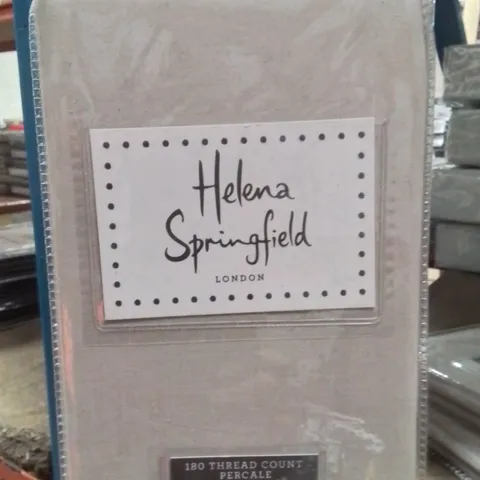 Helena
Springfield
LONDON
180 THREAD COUNT
PERCALE